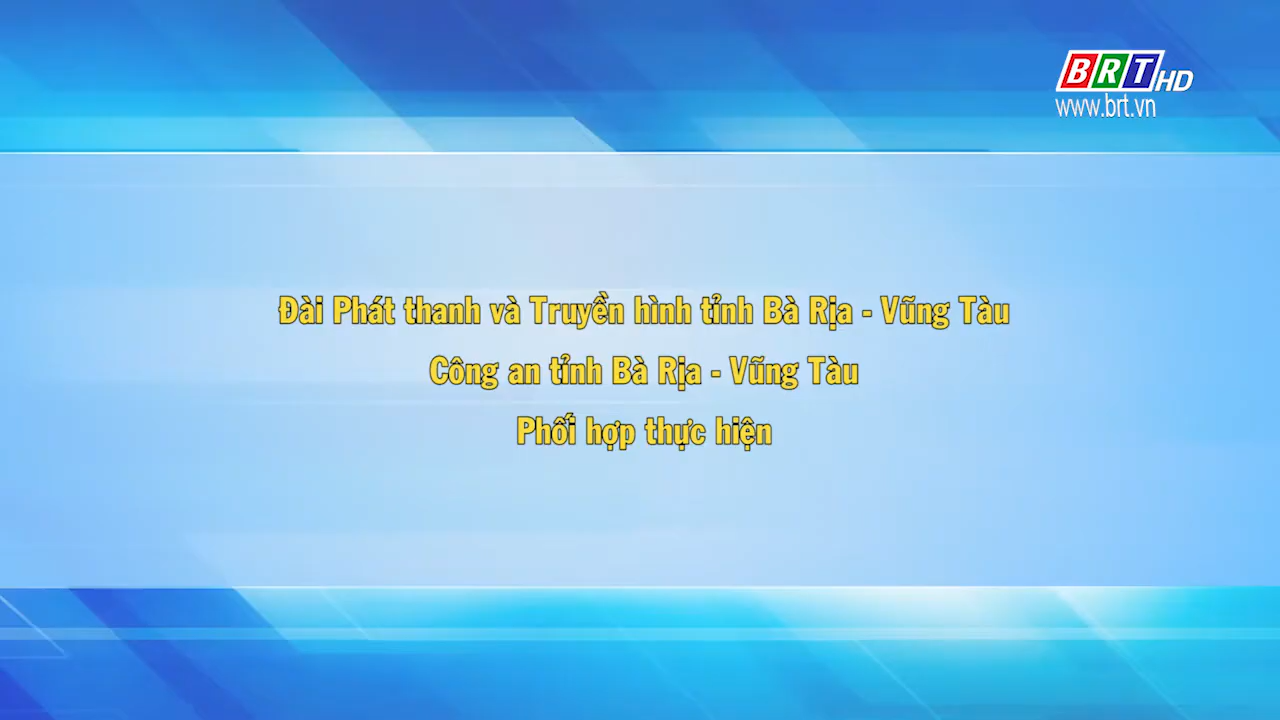 BRT HD
www.brt.vn
Đài Phát thanh và Truyền hình tỉnh Bà Rịa - Vũng Tàu
Công an tỉnh Bà Rịa - Vũng Tàu
Phối hợp thực hiện